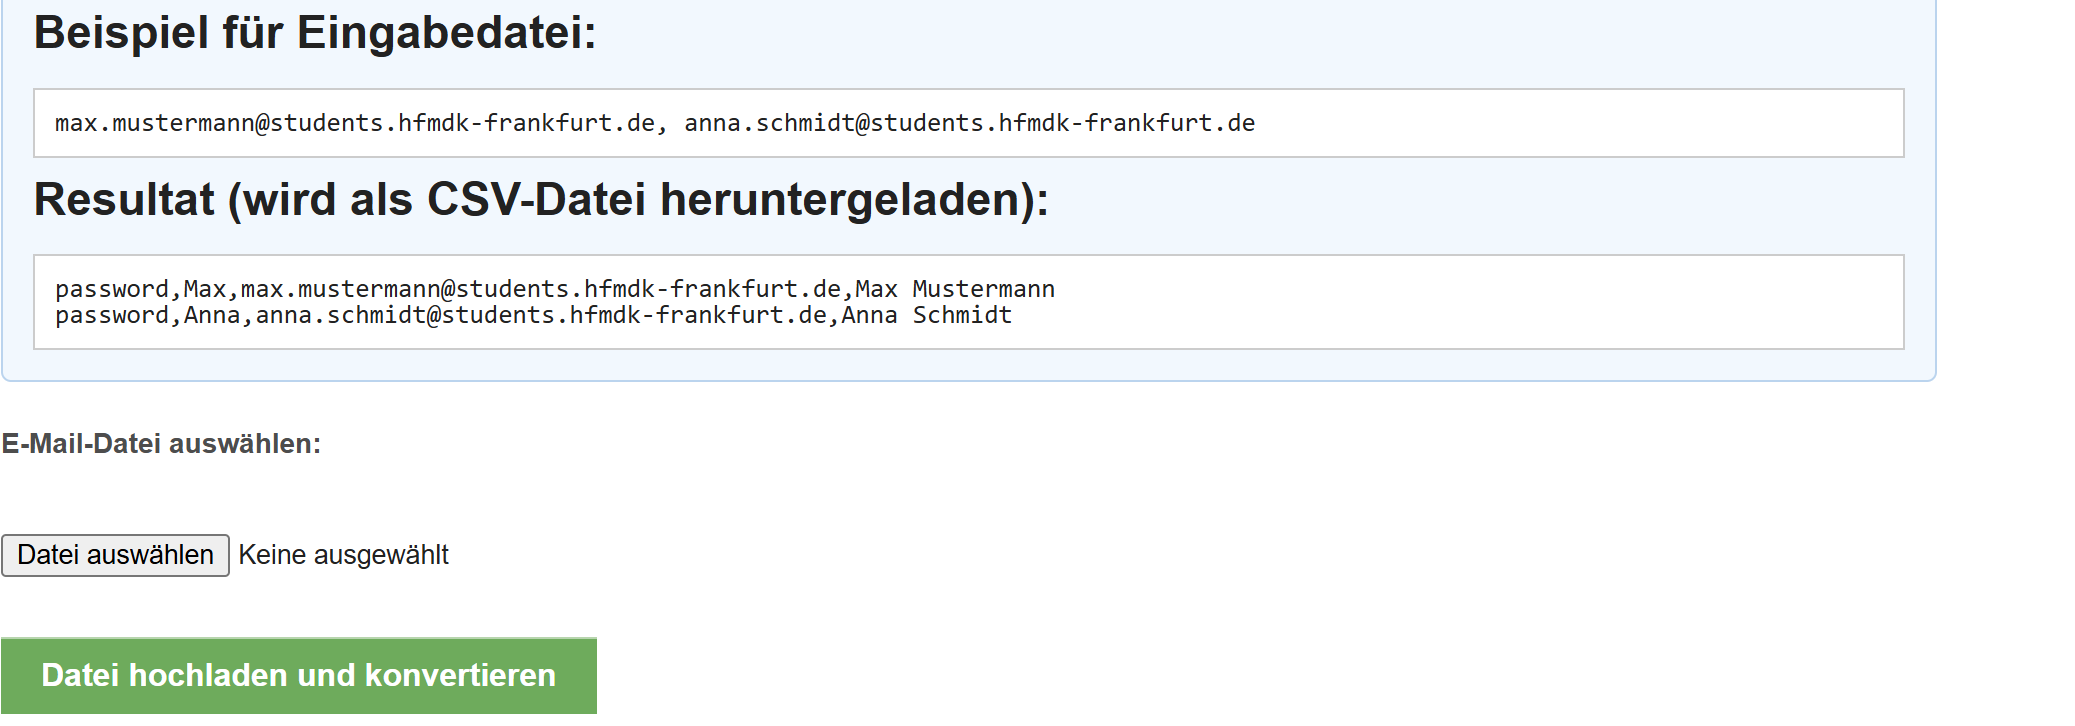 Beispiel für Eingabedatei:
max.mustermann@students.hfmdk-frankfurt.de, anna.schmidt@students.hfmdk-frankfurt.de
Resultat (wird als CSV-Datei heruntergeladen):
password,Max,max.mustermann@students.hfmdk-frankfurt.de,Max Mustermann
password,Anna,anna.schmidt@students.hfmdk-frankfurt.de,Anna Schmidt
E-Mail-Datei auswählen:
Datei auswählen Keine ausgewählt
Datei hochladen und konvertieren